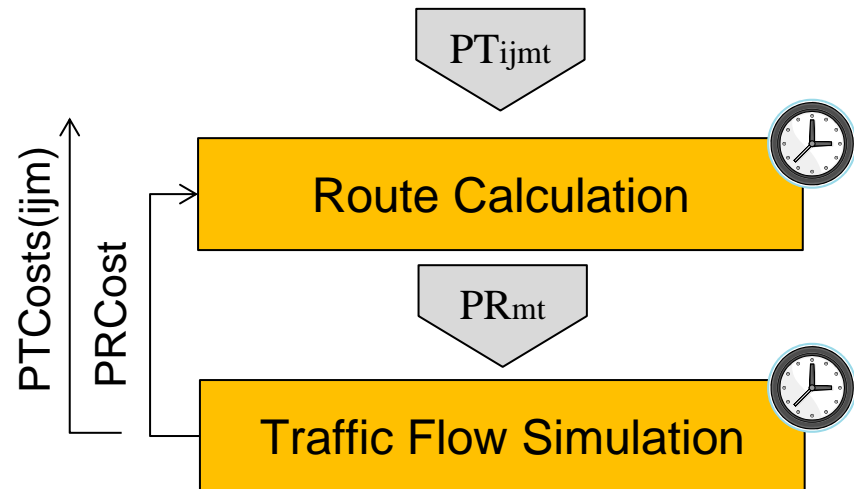 PTijmt
Route Calculation
PTCosts(ijm)
PRCost
PRmt
Traffic Flow Simulation